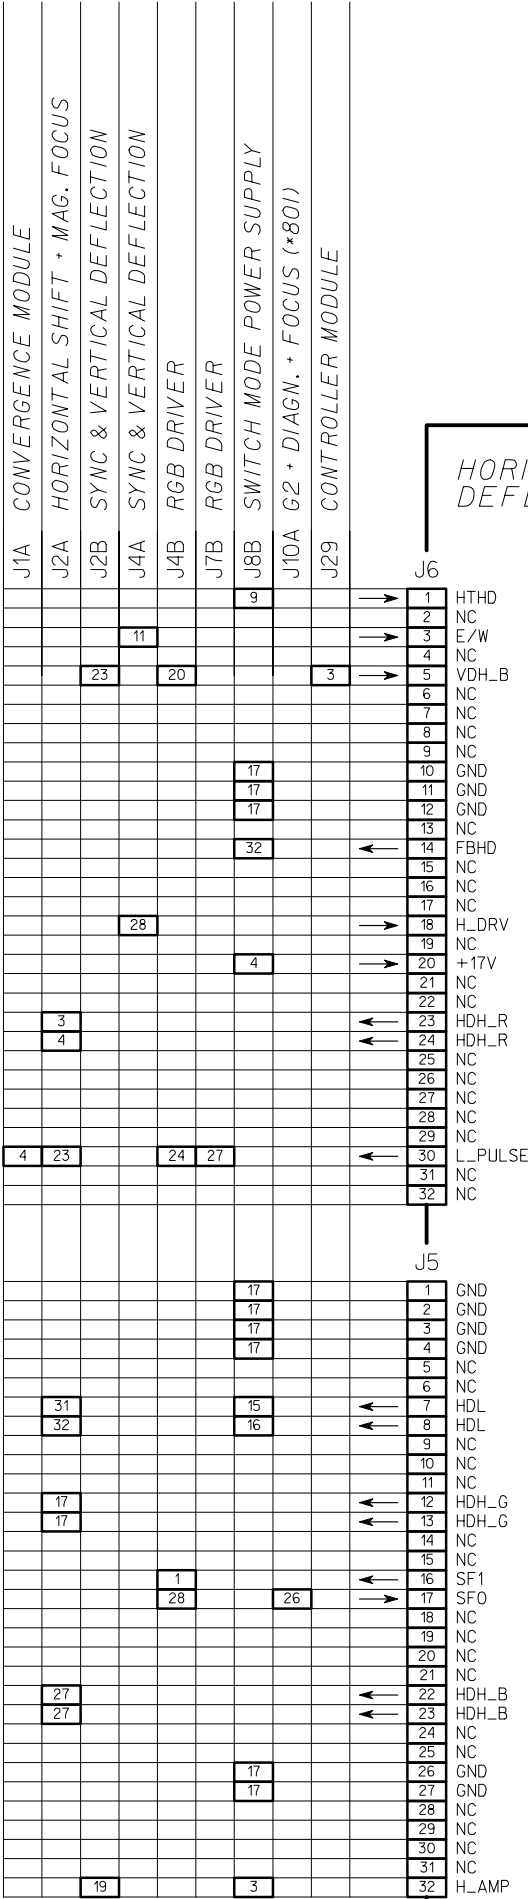 J1A CONVERGENCE MODULE
J2A HORIZONTAL SHIFT + MAG. FOCUS
J2B SYNC & VERTICAL DEFLECTION
J4A SYNC & VERTICAL DEFLECTION
J4B RGB DRIVER
J7B RGB DRIVER
J8B SWITCH MODE POWER SUPPLY
J10A G2 + DIAGN. + FOCUS (*801)
J29 CONTROLLER MODULE
HORI
DEFL
J6
9 1 HTHD
2 NC
11 3 E/W
4 NC
23 20 3 5 VDH_B
6 NC
7 NC
8 NC
9 NC
17 10 GND
17 11 GND
17 12 GND
13 NC
32 14 FBHD
15 NC
16 NC
17 NC
28 18 H_DRV
19 NC
4 20 +17V
21 NC
22 NC
3 23 HDH_R
4 24 HDH_R
25 NC
26 NC
27 NC
28 NC
29 NC
4 23 24 27 30 L_PULSE
31 NC
32 NC
J5
17 1 GND
17 2 GND
17 3 GND
17 4 GND
5 NC
6 NC
31 15 7 HDL
32 16 8 HDL
9 NC
10 NC
11 NC
17 12 HDH_G
17 13 HDH_G
14 NC
15 NC
1 16 SF1
28 26 17 SFO
18 NC
19 NC
20 NC
21 NC
27 22 HDH_B
27 23 HDH_B
24 NC
25 NC
17 26 GND
17 27 GND
28 NC
29 NC
30 NC
31 NC
19 3 32 H_AMP